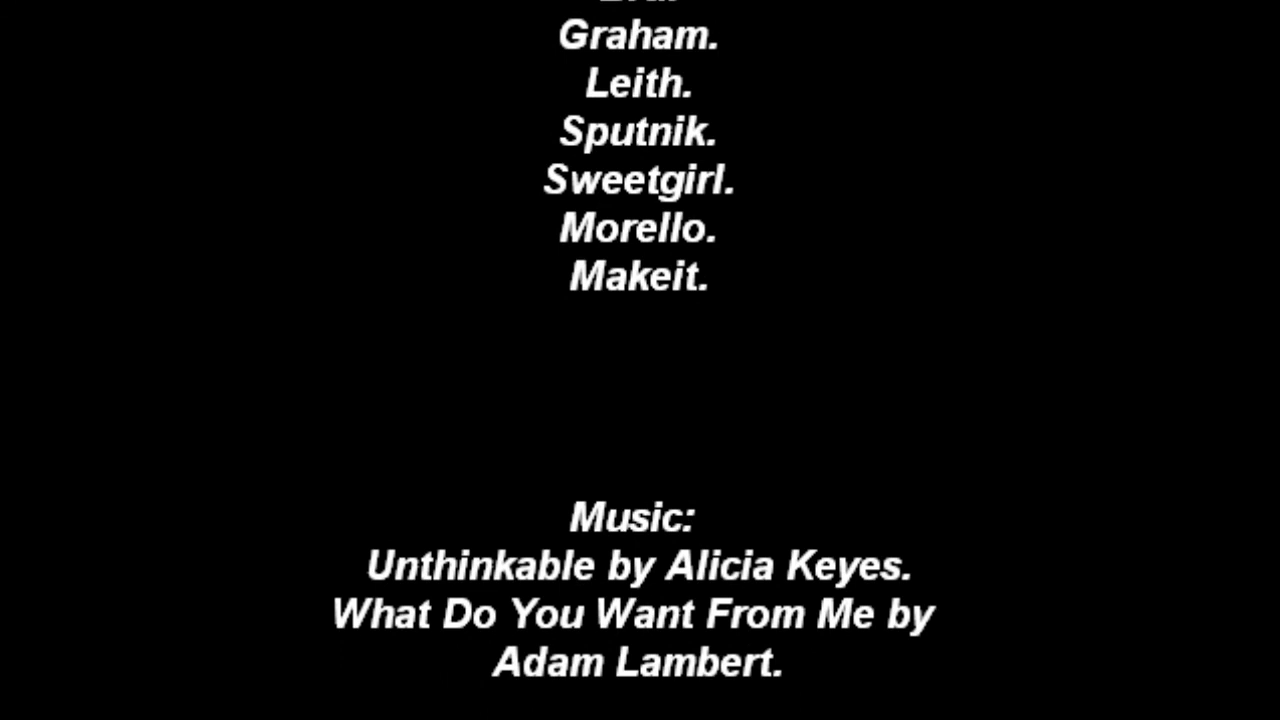 Graham.
Leith.
Sputnik.
Sweetgirl.
Morello.
Makeit.
Music:
Unthinkable by Alicia Keyes.
What Do You Want From Me by
Adam Lambert.